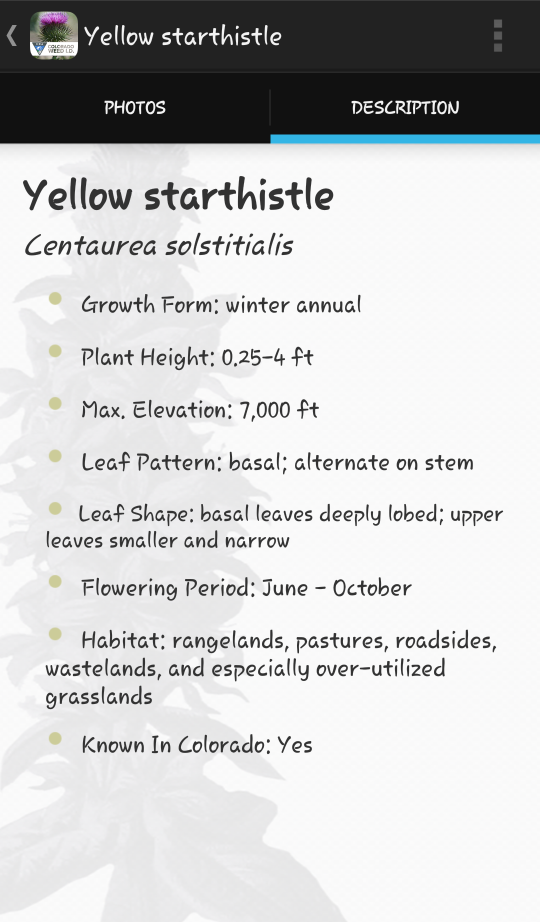 Yellow starthistle
COLORADO
WEED I.D.
PHOTOS
DESCRIPTION
Yellow starthistle
Centaurea solstitialis
Growth Form: winter annual
Plant Height: 0.25-4 ft
Max. Elevation: 7,000 ft
Leaf Pattern: basal; alternate on stem
Leaf Shape: basal leaves deeply lobed; upper
leaves smaller and narrow
Flowering Period: June - October
Habitat: rangelands, pastures, roadsides,
wastelands, and especially over-utilized
grasslands
Known In Colorado: Yes